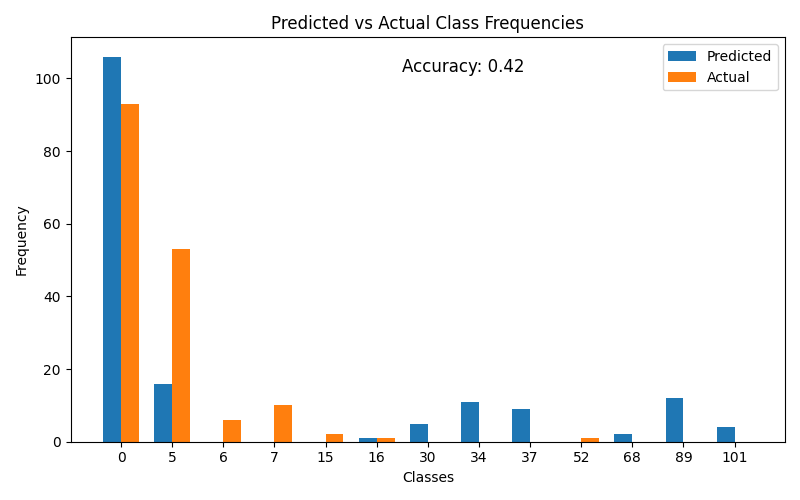 Predicted vs Actual Class Frequencies
Accuracy: 0.42
Predicted
Actual
Frequency
100
80
60
40
20
0
0 5 6 7 15 16 30 34 37 52 68 89 101
Classes